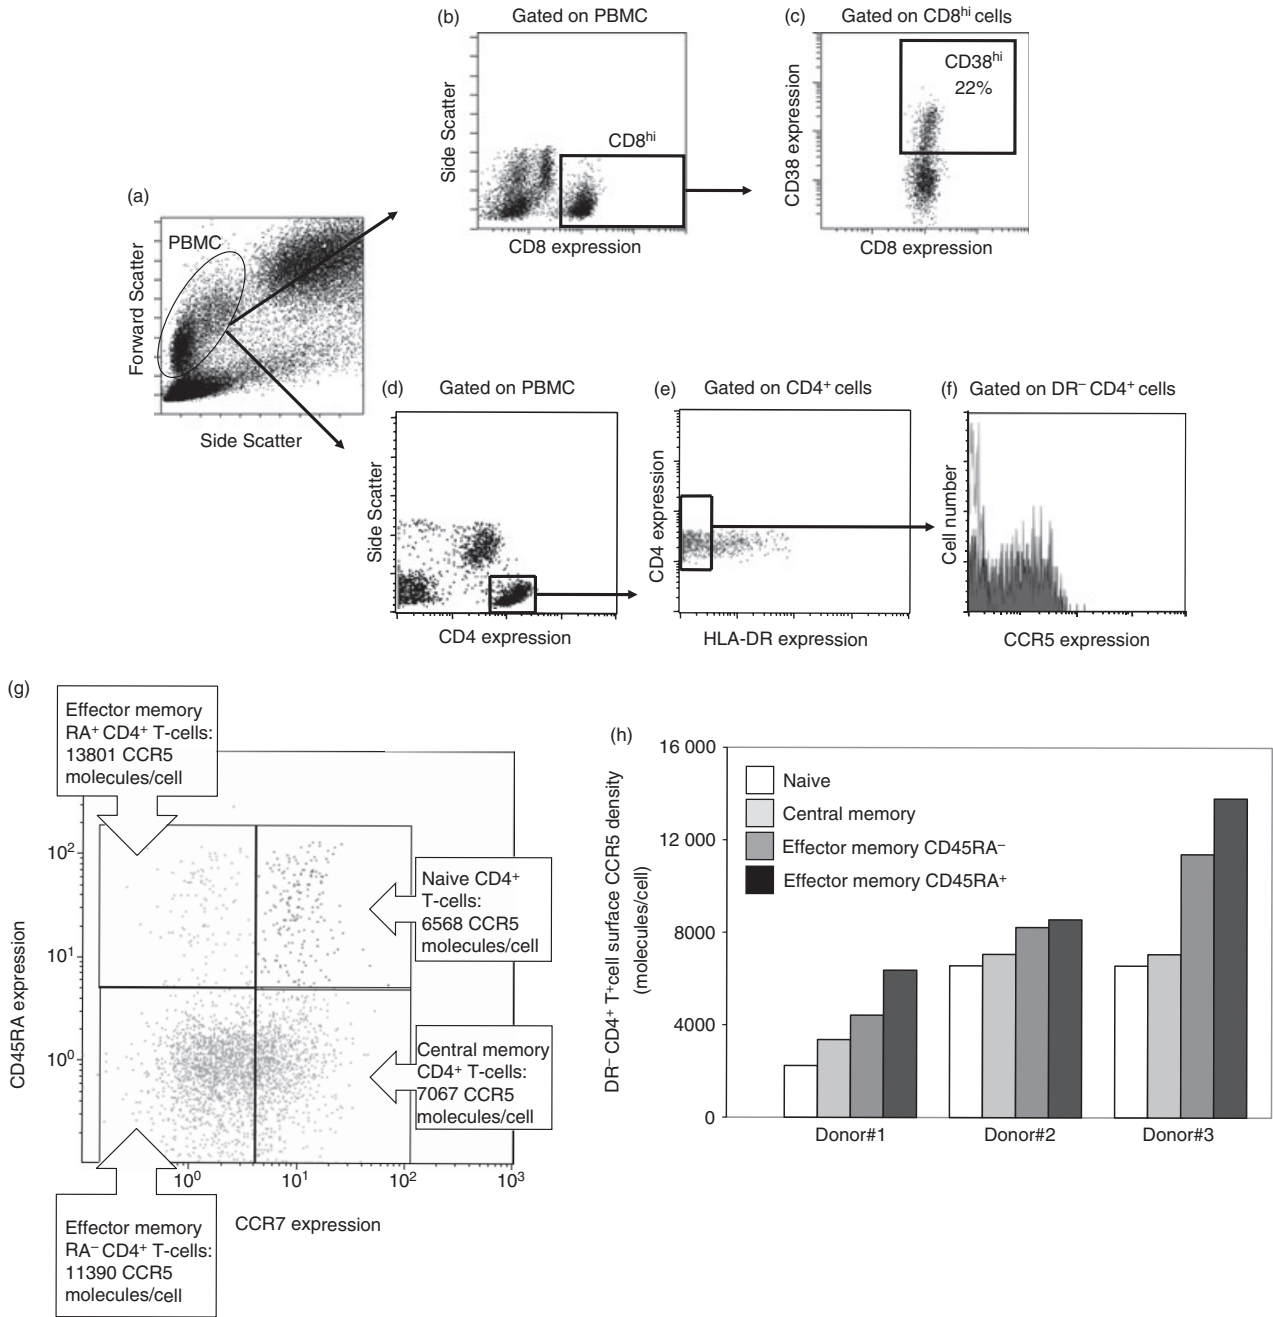 (b) Gated on PBMC
Side Scatter
CD8hi
CD8 expression
(c) Gated on CD8hi cells
CD38 expression
CD38hi
22%
CD8 expression
(a)
PBMC
Forward Scatter
Side Scatter
(d) Gated on PBMC
Side Scatter
CD4 expression
(e) Gated on CD4+ cells
CD4 expression
HLA-DR expression
(f) Gated on DR− CD4+ cells
Cell number
CCR5 expression
(g)
Effector memory
RA+ CD4+ T-cells:
13801 CCR5
molecules/cell
CD45RA expression
10²
10¹
10⁰
Naive CD4+
T-cells:
6568 CCR5
molecules/cell
Central memory
CD4+ T-cells:
7067 CCR5
molecules/cell
10⁰ 10¹ 10² 10³
CCR7 expression
Effector memory
RA− CD4+ T-cells:
11390 CCR5
molecules/cell
(h)
DR− CD4+ T+cell surface CCR5 density
(molecules/cell)
16 000
12 000
8000
4000
0
Naive
Central memory
Effector memory CD45RA−
Effector memory CD45RA+
Donor#1 Donor#2 Donor#3